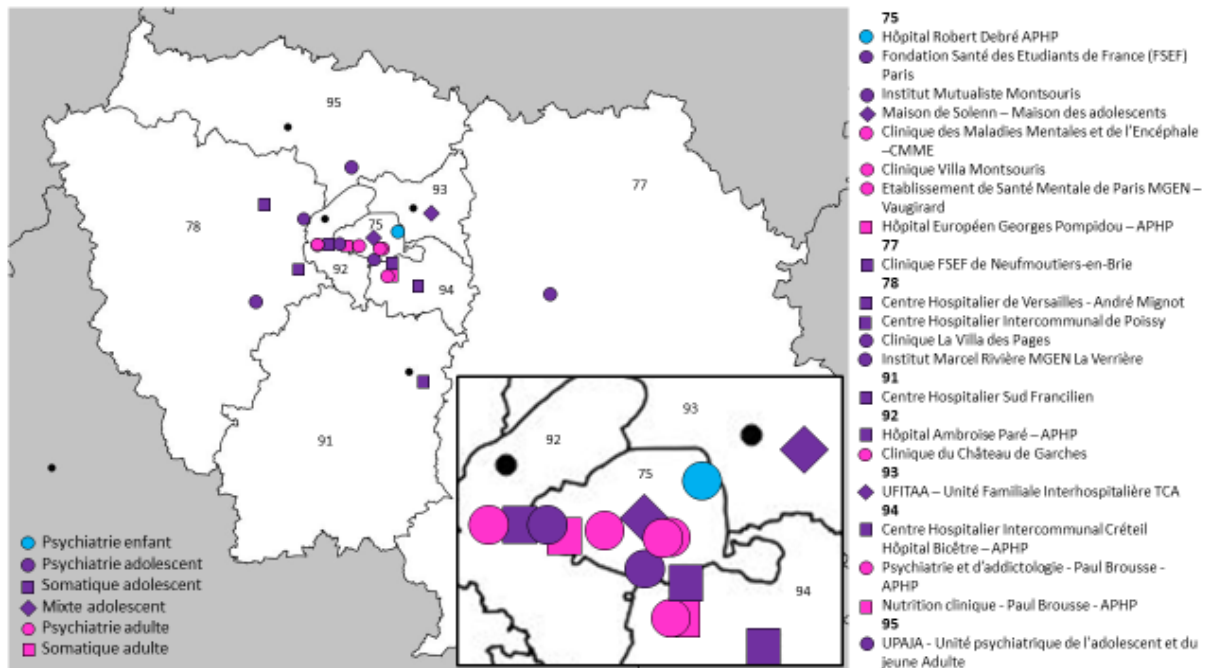 95
93
77
75
78
92
94
91
93
92
75
94
Psychiatrie enfant
Psychiatrie adolescent
Somatique adolescent
Mixte adolescent
Psychiatrie adulte
Somatique adulte
75
Hôpital Robert Debré APHP
Fondation Santé des Etudiants de France (FSEF)
Paris
Institut Mutualiste Montsouris
Maison de Solenn – Maison des adolescents
Clinique des Maladies Mentales et de l'Encéphale
–CMME
Clinique Villa Montsouris
Etablissement de Santé Mentale de Paris MGEN –
Vaugirard
Hôpital Européen Georges Pompidou – APHP
77
Clinique FSEF de Neufmoutiers-en-Brie
78
Centre Hospitalier de Versailles - André Mignot
Centre Hospitalier Intercommunal de Poissy
Clinique La Villa des Pages
Institut Marcel Rivière MGEN La Verrière
91
Centre Hospitalier Sud Francilien
92
Hôpital Ambroise Paré – APHP
Clinique du Château de Garches
93
UFITAA – Unité Familiale Interhospitalière TCA
94
Centre Hospitalier Intercommunal Créteil
Hôpital Bicêtre – APHP
Psychiatrie et d'addictologie - Paul Brousse -
APHP
Nutrition clinique - Paul Brousse - APHP
95
UPAJA - Unité psychiatrique de l'adolescent et du
jeune Adulte